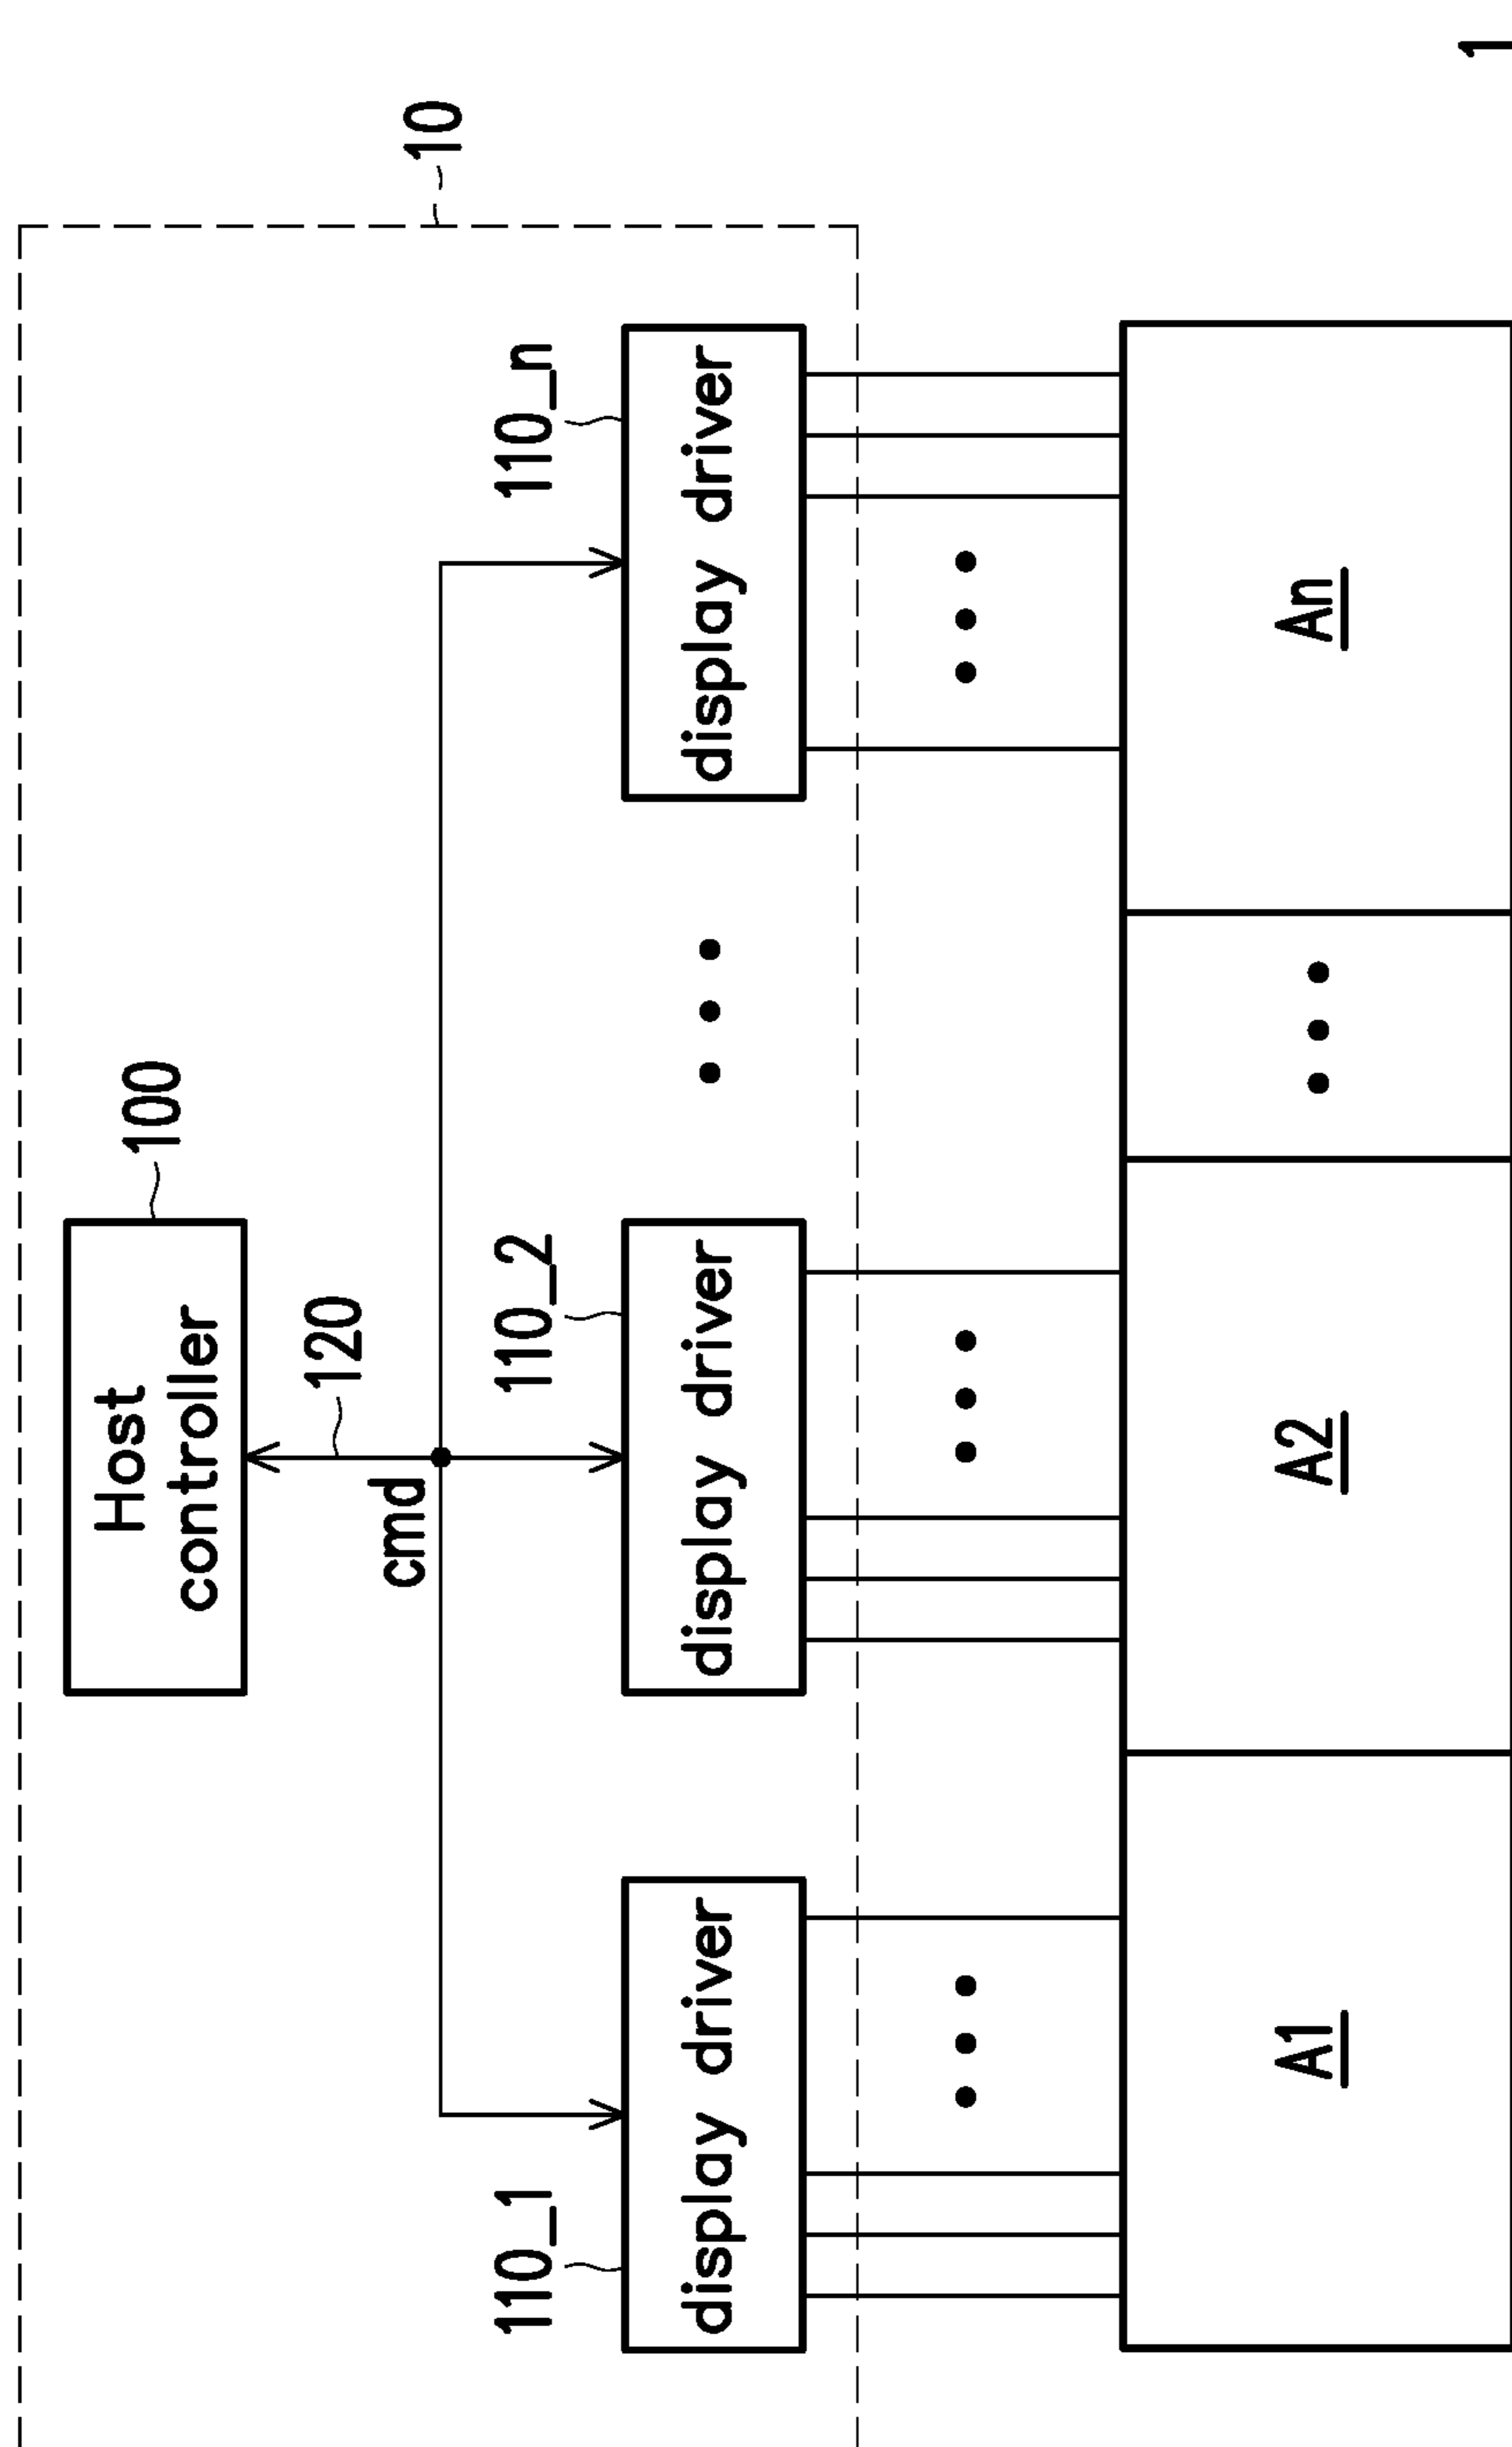 10
100
Host
controller
120
cmd
110_1
110_2
110_n
display driver
display driver
display driver
A1
A2
An
1